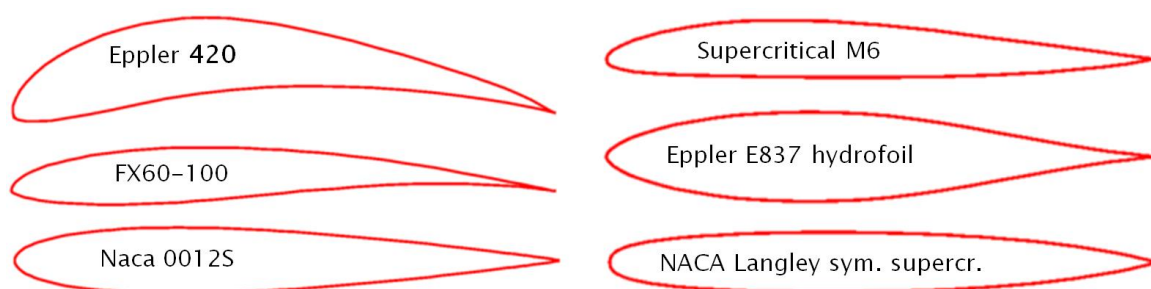 Eppler 420
FX60-100
Naca 0012S
Supercritical M6
Eppler E837 hydrofoil
NACA Langley sym. supercr.